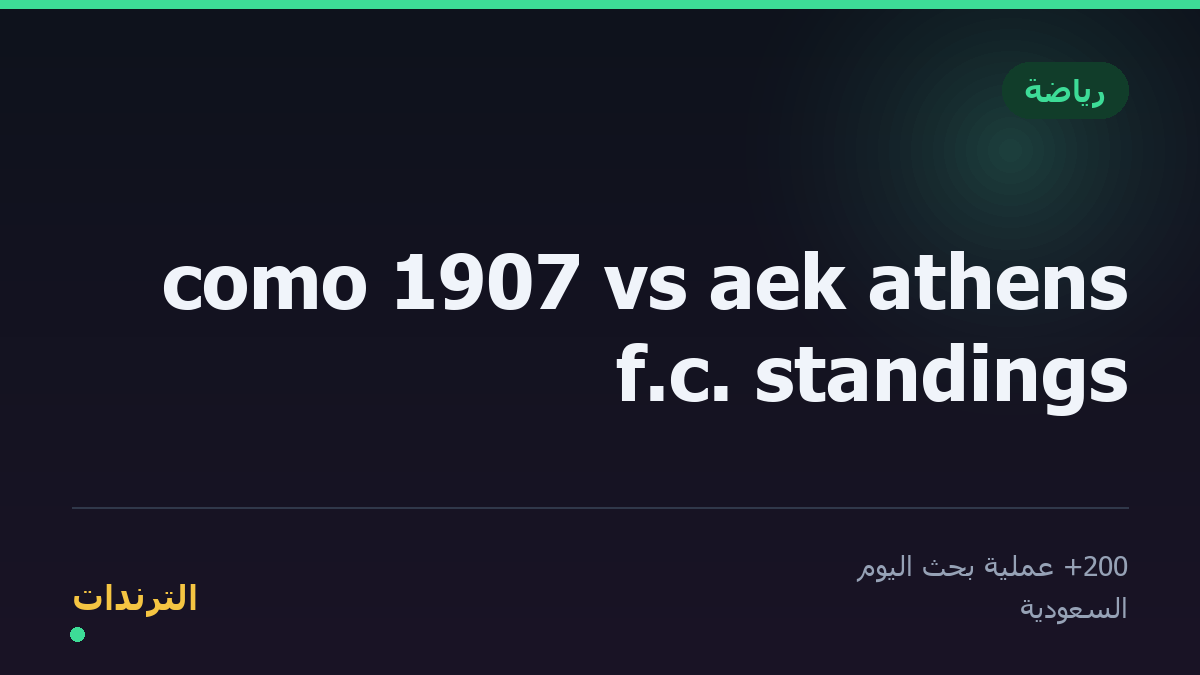 رياضة
como 1907 vs aek athens
f.c. standings
200+ عملية بحث اليوم
السعودية
الترندات